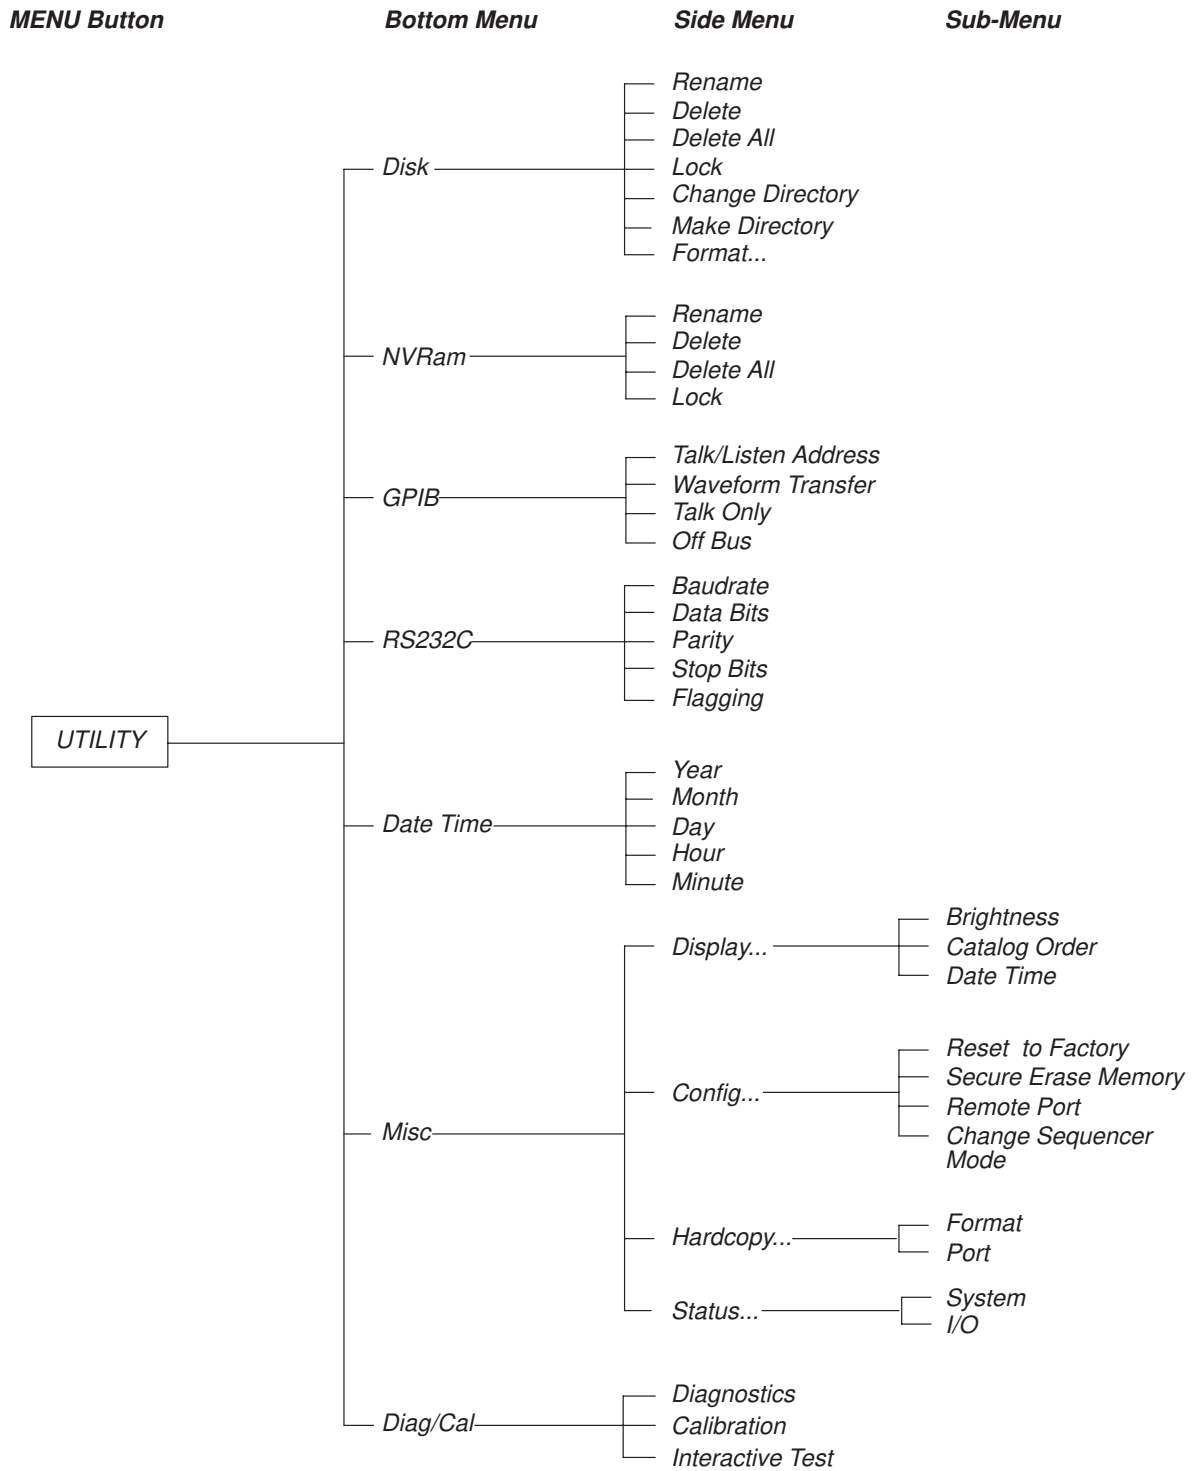 MENU Button Bottom Menu Side Menu Sub-Menu
Rename
Delete
Delete All
Disk Lock
Change Directory
Make Directory
Format...
Rename
Delete
NVRam
Delete All
Lock
Talk/Listen Address
Waveform Transfer
GPIB
Talk Only
Off Bus
Baudrate
Data Bits
RS232C Parity
Stop Bits
Flagging
UTILITY
Year
Month
Date Time Day
Hour
Minute
Brightness
Display... Catalog Order
Date Time
Reset to Factory
Secure Erase Memory
Config...
Remote Port
Change Sequencer
Mode
Misc
Format
Hardcopy...
Port
System
Status...
I/O
Diagnostics
Diag/Cal Calibration
Interactive Test